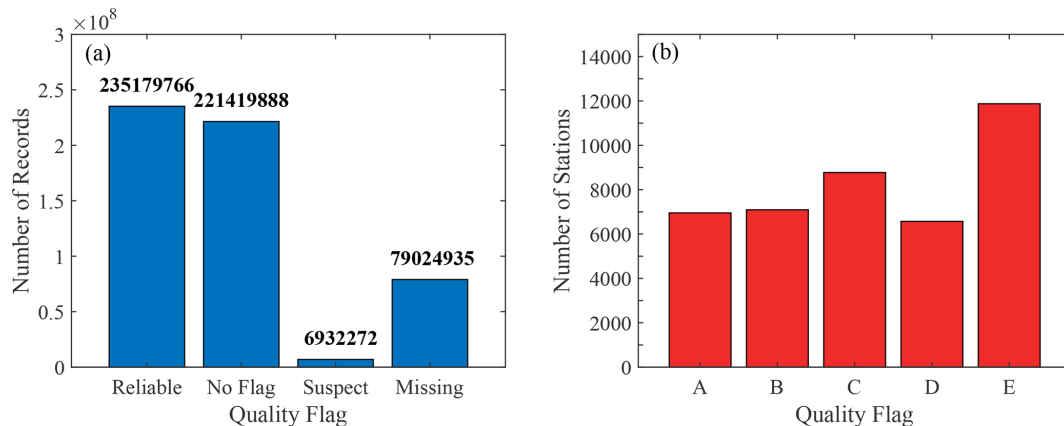 ×10^8
(a)
3
2.5
2
1.5
1
0.5
0
Number of Records
235179766
221419888
6932272
79024935
Reliable No Flag Suspect Missing
Quality Flag
(b)
14000
12000
10000
8000
6000
4000
2000
0
Number of Stations
A B C D E
Quality Flag